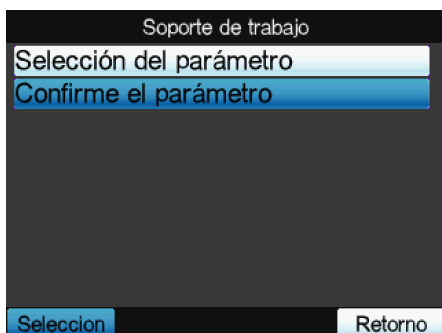 Soporte de trabajo
Selección del parámetro
Confirme el parámetro
Seleccion
Retorno